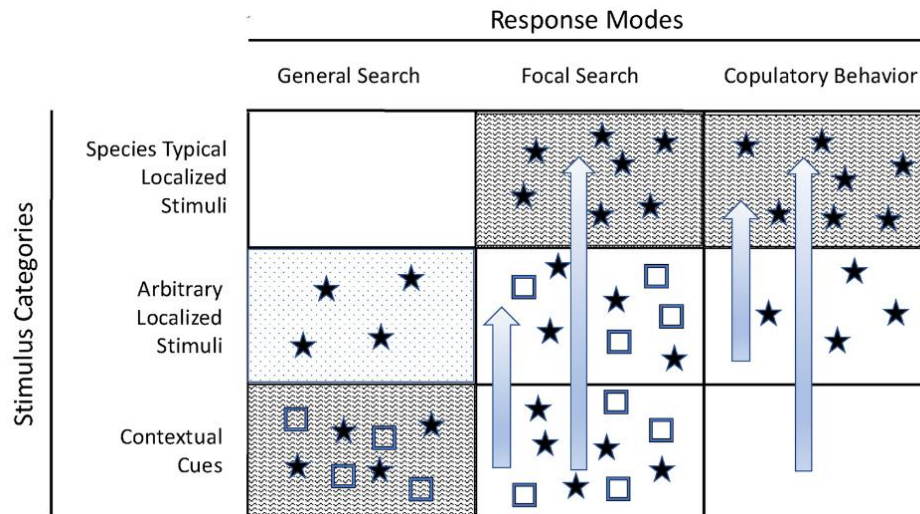 Response Modes
General Search
Focal Search
Copulatory Behavior
Stimulus Categories
Species Typical
Localized
Stimuli
Arbitrary
Localized
Stimuli
Contextual
Cues